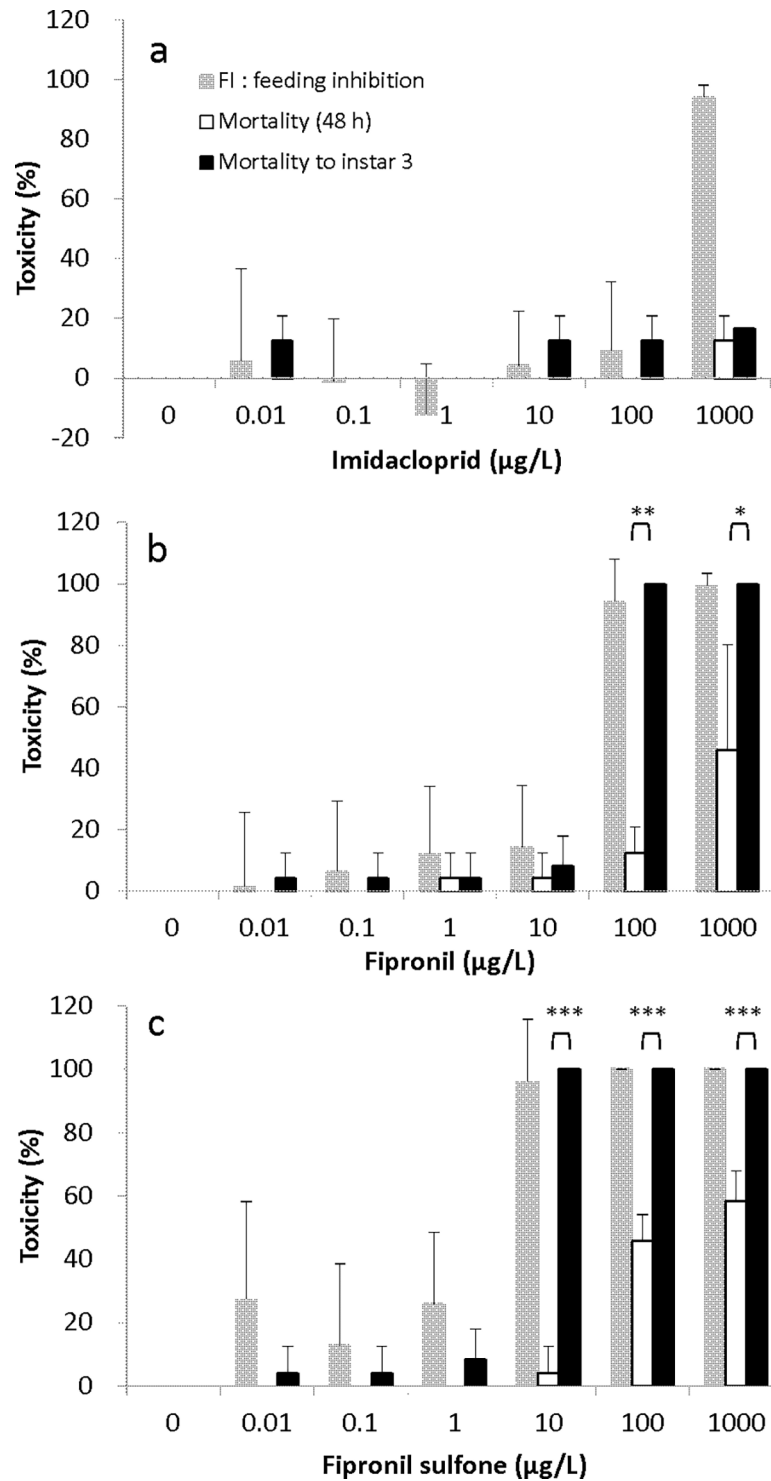 120
a
FI : feeding inhibition
100
Mortality (48 h)
80
Mortality to instar 3
60
Toxicity (%)
40
20
0
-20
0 0.01 0.1 1 10 100 1000
Imidacloprid (µg/L)
120
** *
b
100
80
60
Toxicity (%)
40
20
0
0 0.01 0.1 1 10 100 1000
Fipronil (µg/L)
120
*** *** ***
c
100
80
60
Toxicity (%)
40
20
0
0 0.01 0.1 1 10 100 1000
Fipronil sulfone (µg/L)